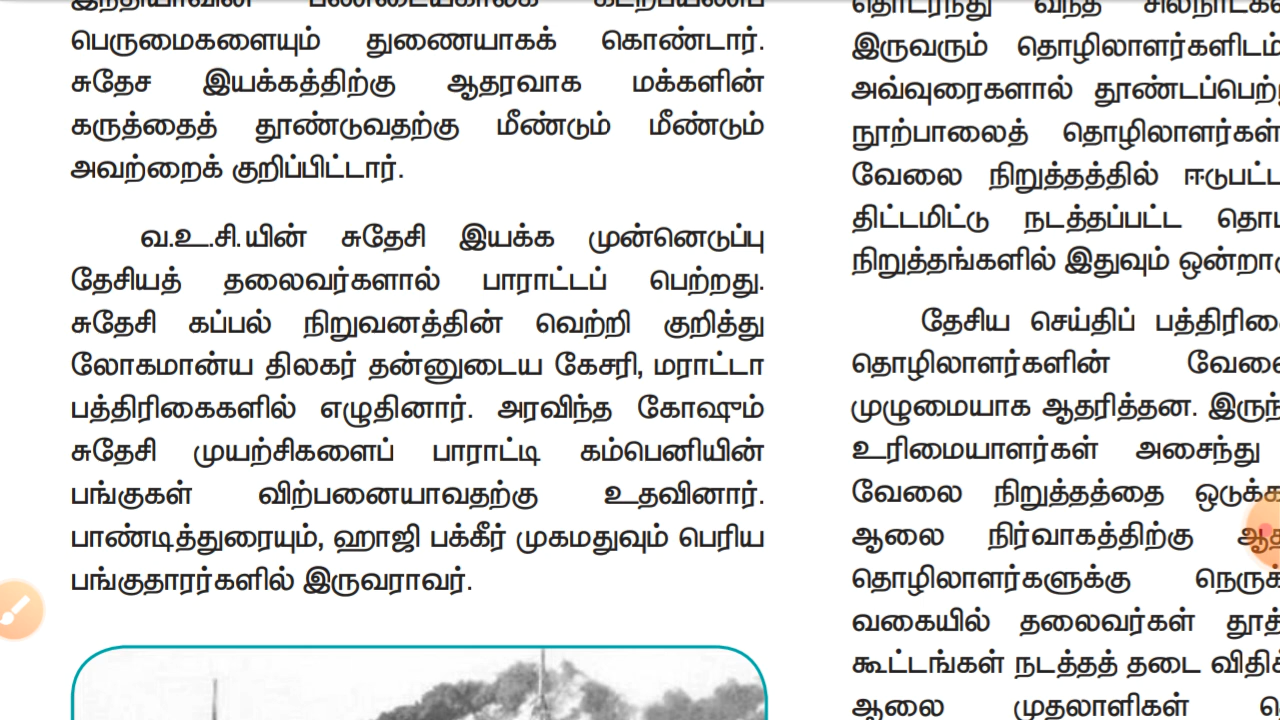 பெருமைகளையும் துணையாகக் கொண்டார்.
சுதேச இயக்கத்திற்கு ஆதரவாக மக்களின்
கருத்தைத் தூண்டுவதற்கு மீண்டும் மீண்டும்
அவற்றைக் குறிப்பிட்டார்.
வ.உ.சி.யின் சுதேசி இயக்க முன்னெடுப்பு
தேசியத் தலைவர்களால் பாராட்டப் பெற்றது.
சுதேசி கப்பல் நிறுவனத்தின் வெற்றி குறித்து
லோகமான்ய திலகர் தன்னுடைய கேசரி, மராட்டா
பத்திரிகைகளில் எழுதினார். அரவிந்த கோஷும்
சுதேசி முயற்சிகளைப் பாராட்டி கம்பெனியின்
பங்குகள் விற்பனையாவதற்கு உதவினார்.
பாண்டித்துரையும், ஹாஜி பக்கீர் முகமதுவும் பெரிய
பங்குதாரர்களில் இருவராவர்.
தொடர்ந்து வந்த
இருவரும் தொழிலாளர்களிடம்
அவ்வுரைகளால்
நூற்பாலைத் தொழிலாளர்கள்
வேலை நிறுத்தத்தில்
திட்டமிட்டு நடத்தப்பட்ட
நிறுத்தங்களில் இதுவும்
தேசிய செய்திப்
தொழிலாளர்களின்
முழுமையாக ஆதரித்தன.
உரிமையாளர்கள் அசைந்து
வேலை நிறுத்தத்தை
ஆலை நிர்வாகத்திற்கு
தொழிலாளர்களுக்கு
வகையில் தலைவர்கள்
கூட்டங்கள் நடத்தத் தடை
ஆலை முதலாளிகள்